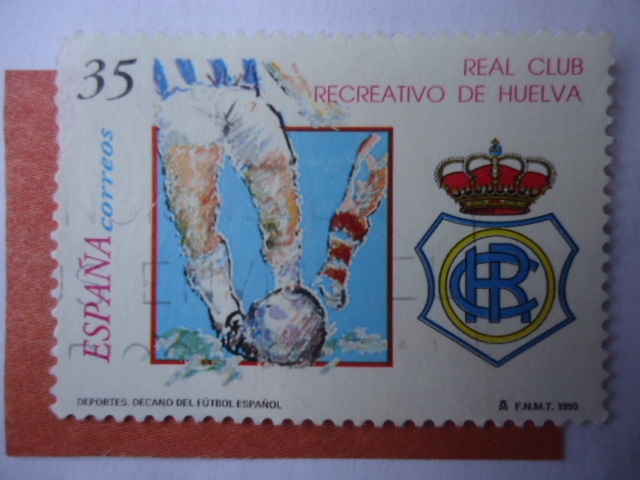 35
REAL CLUB
RECREATIVO DE HUELVA
ESPAÑA correos
DEPORTES. DECANO DEL FÚTBOL ESPAÑOL
F.N.M.T. 1999